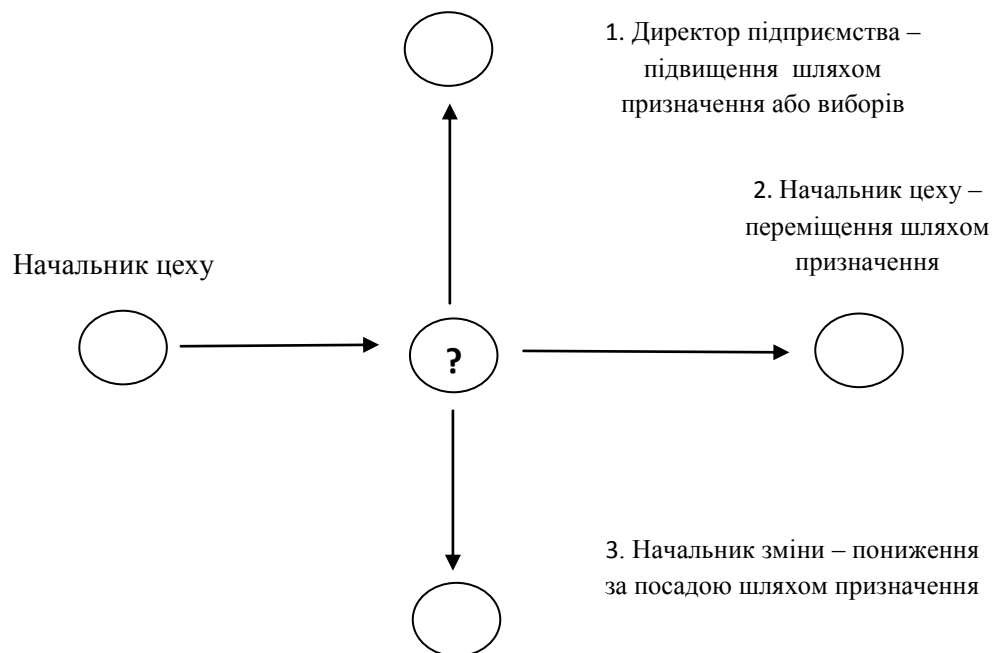 1. Директор підприємства –
підвищення шляхом
призначення або виборів
2. Начальник цеху –
переміщення шляхом
призначення
Начальник цеху
?
3. Начальник зміни – пониження
за посадою шляхом призначення